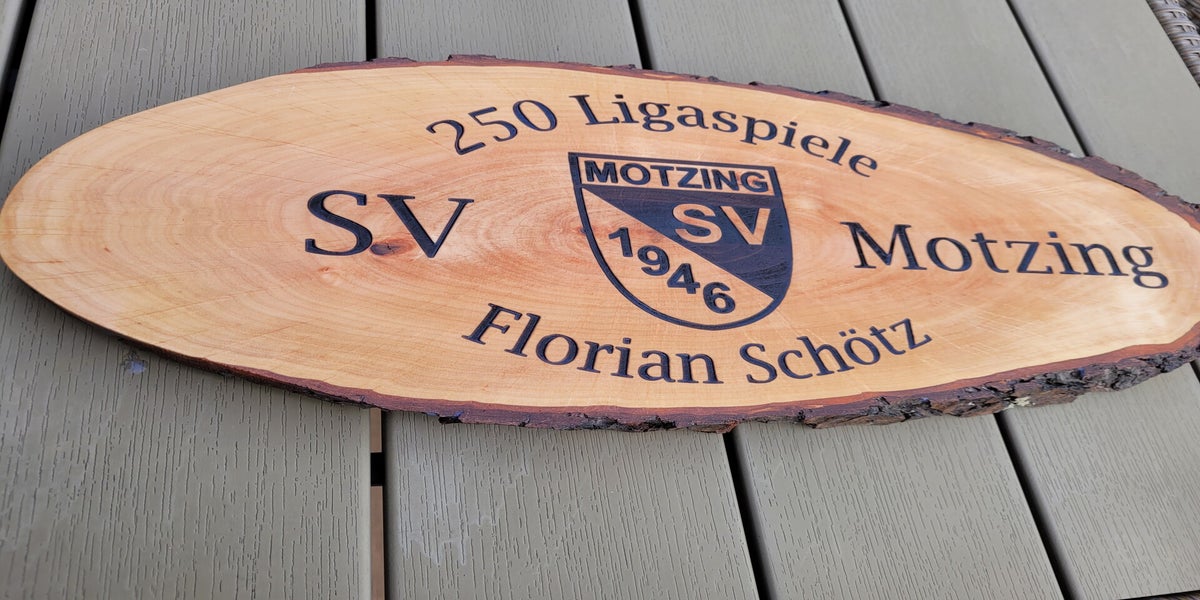 250 Ligaspiele
SV
MOTZING
SV
1946
Motzing
Florian Schötz